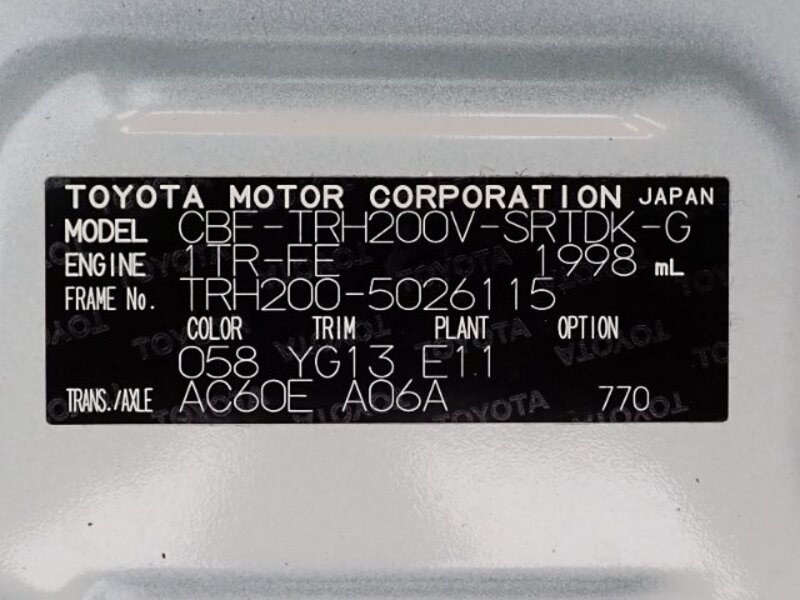 TOYOTA MOTOR CORPORATION JAPAN
MODEL CBF-TRH200V-SRTDK-G
ENGINE 1TR-FE 1998 mL
FRAME No. TRH200-5026115
COLOR TRIM PLANT OPTION
058 YG13 E11
TRANS./AXLE AC60E A06A 770